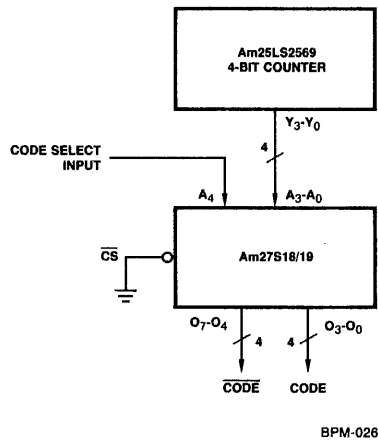 Am25LS2569
4-BIT COUNTER
Y3-Y0
4
CODE SELECT
INPUT
A4
A3-A0
CS
Am27S18/19
O7-O4
O3-O0
4
4
CODE
CODE
BPM-026